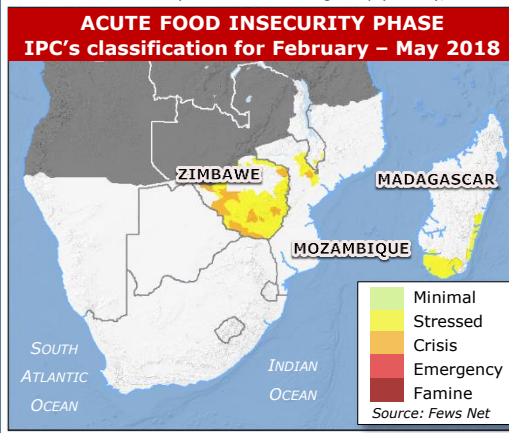 ACUTE FOOD INSECURITY PHASE
IPC's classification for February – May 2018
ZIMBAWE
MADAGASCAR
MOZAMBIQUE
SOUTH
ATLANTIC
OCEAN
INDIAN
OCEAN
Minimal
Stressed
Crisis
Emergency
Famine
Source: Fews Net